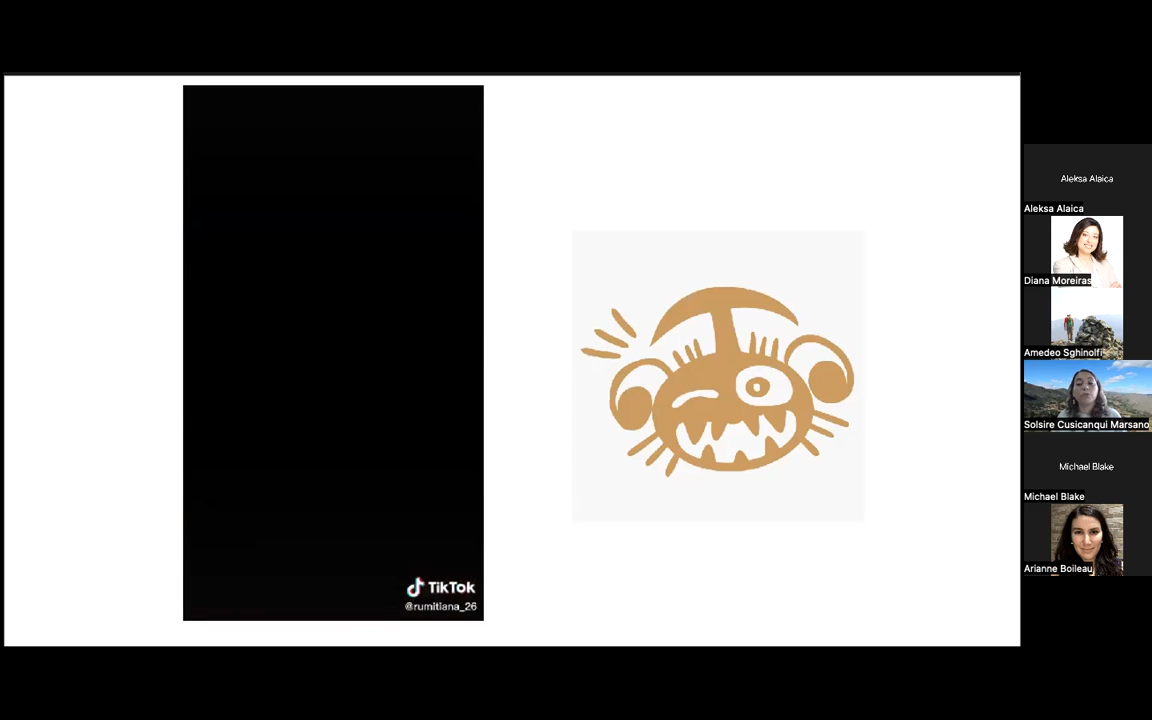 TikTok
@rumitiana_26
Aleksa Alaica
Aleksa Alaica
Diana Moreiras
Amedeo Sghinolfi
Solsire Cusicanqui Marsano
Michael Blake
Michael Blake
Arianne Boileau